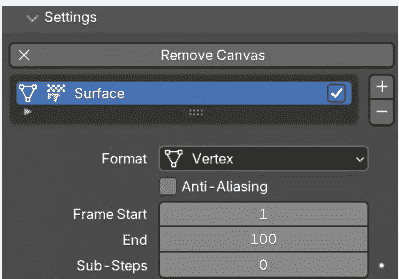 Settings
Remove Canvas
Surface
Format Vertex
Anti-Aliasing
Frame Start 1
End 100
Sub-Steps 0